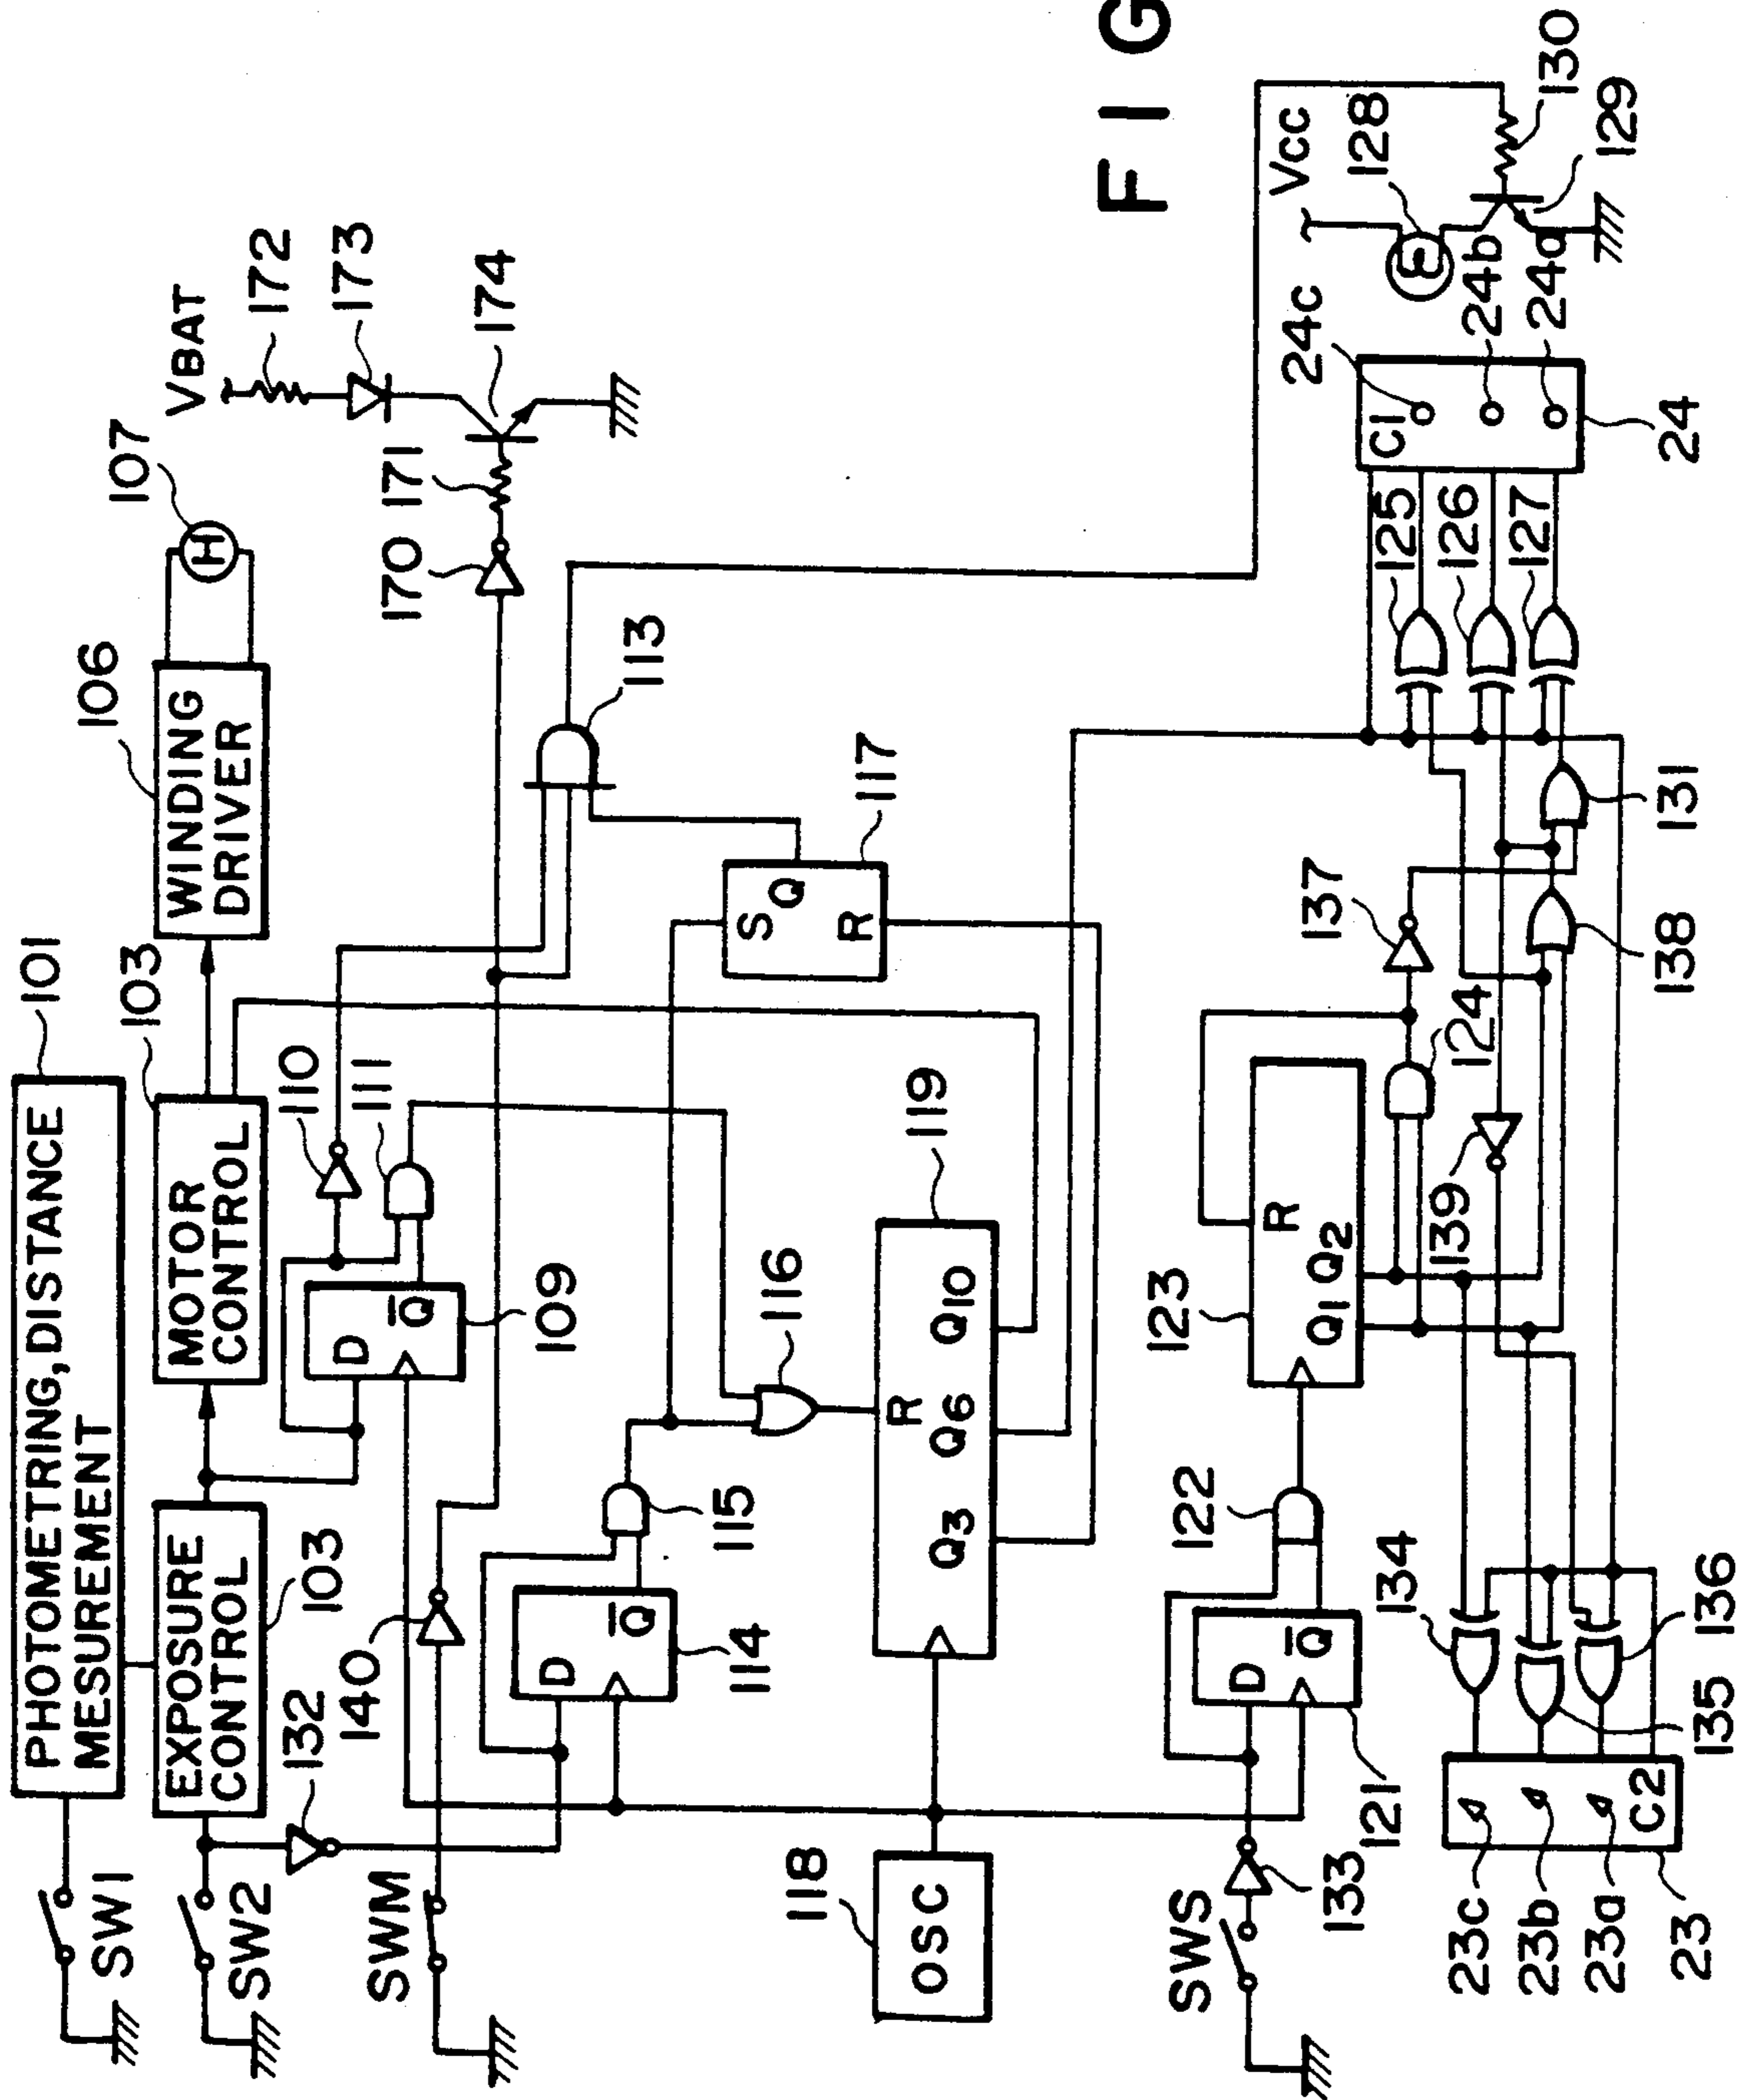 PHOTOMETRING, DISTANCE
MESUREMENT
101
SW1
EXPOSURE
CONTROL
103
MOTOR
CONTROL
103
WINDING
DRIVER
106
107
H
SW2
132
VBAT
172
173
174
170
171
110
111
D
Q
109
SWM
140
113
D
Q
114
115
116
S
Q
R
117
118
OSC
R
Q3
Q6
Q10
119
FIG
SWS
133
D
Q
121
122
123
R
Q1
Q2
124
137
139
138
131
134
135
136
23c
23b
23a
23
C2
125
126
127
C1
24c
24b
24a
24
Vcc
128
130
129